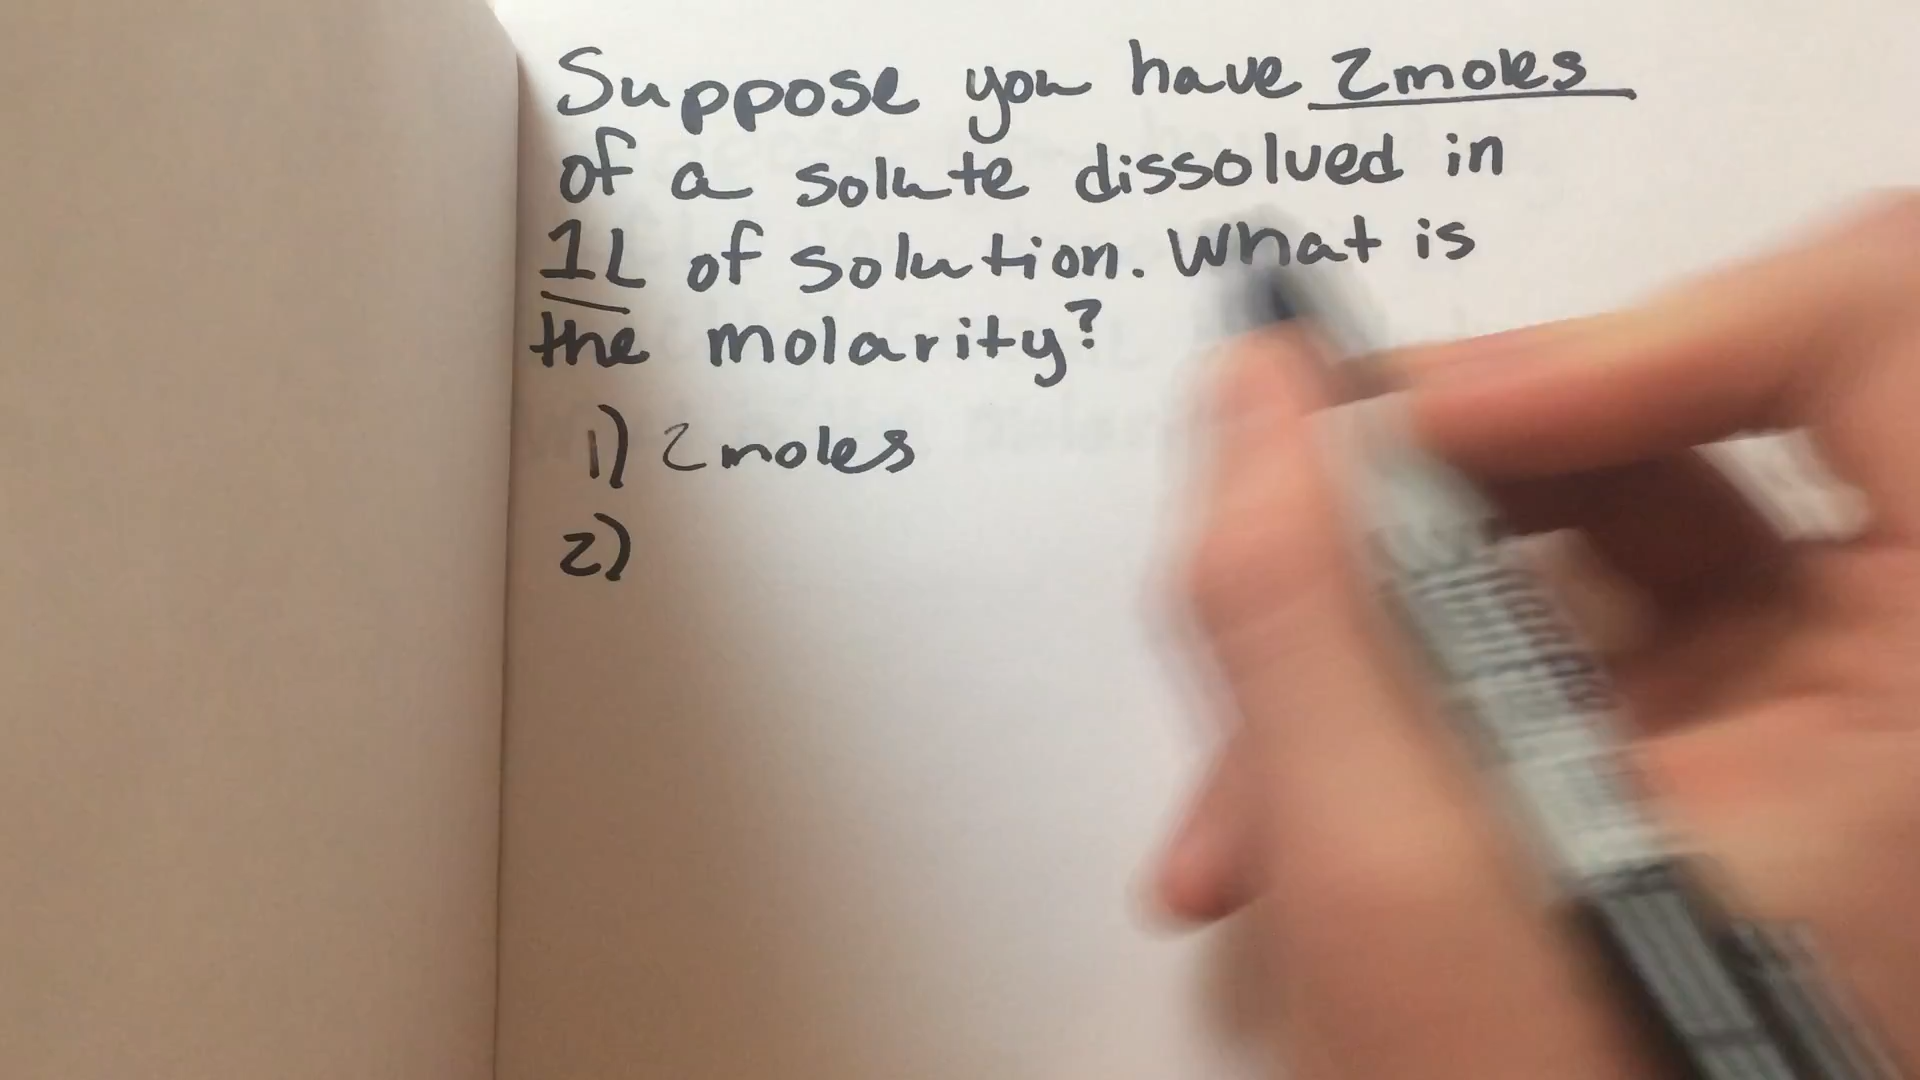 Suppose you have 2moles
of a solute dissolved in
1L of solution. What is
the molarity?
1) 2moles
2)